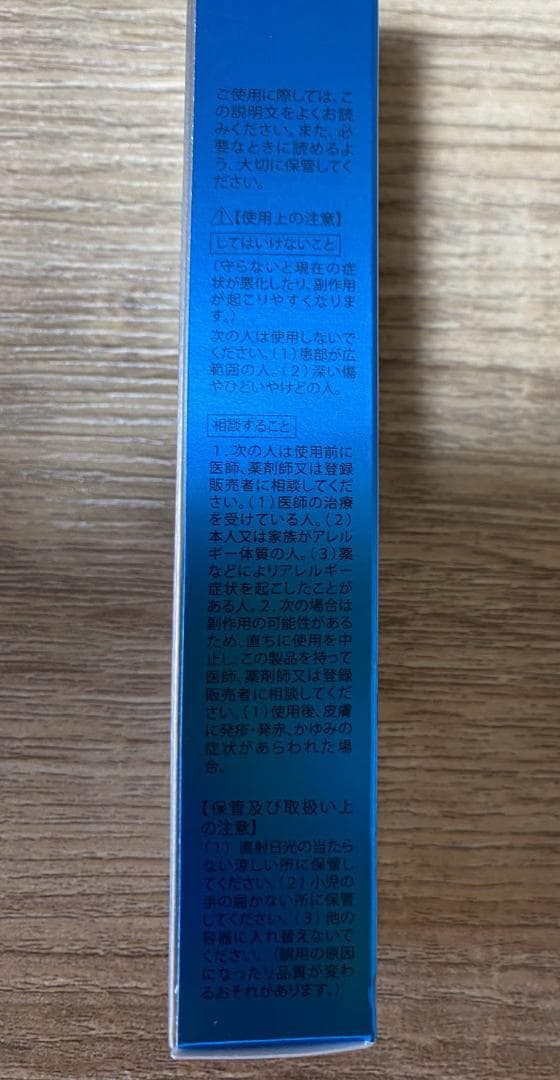 ご使用に際しては、こ
の説明文をよくお読
みください。また、必
要なときに読めるよ
う、大切に保管してく
ださい。
⚠【使用上の注意】
してはいけないこと
(守らないと現在の症
状が悪化したり、副作用
が起こりやすくなりま
す。)
次の人は使用しないで
ください。(1)患部が広
範囲の人。(2)深い傷
やひどいやけどの人。
相談すること
1.次の人は使用前に
医師、薬剤師又は登録
販売者に相談してくだ
さい。(1)医師の治療
を受けている人。(2)
本人又は家族がアレル
ギー体質の人。(3)薬
などによりアレルギー
症状を起こしたことが
ある人。2.次の場合は
副作用の可能性がある
ため、直ちに使用を中
止し、この製品を持って
医師、薬剤師又は登録
販売者に相談してくだ
さい。(1)使用後、皮膚
に発疹・発赤、かゆみの
症状があらわれた場
合。
【保管及び取扱い上
の注意】
(1)直射日光の当たら
ない涼しい所に保管し
てください。(2)小児の
手の届かない所に保管
してください。(3)他の
容器に入れ替えないで
ください。(誤用の原因
になったり品質が変わ
るおそれがあります。)